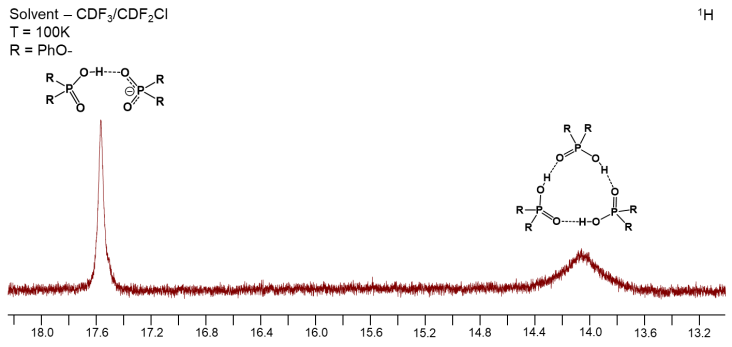 Solvent – CDF3/CDF2Cl
T = 100K
R = PhO-
1H
R
R
P
O
H
O
O
P
R
R
O
⊖
R
R
O
P
O
H
H
O
O
R
P
O
H
O
P
R
R
R
18.0 17.6 17.2 16.8 16.4 16.0 15.6 15.2 14.8 14.4 14.0 13.6 13.2